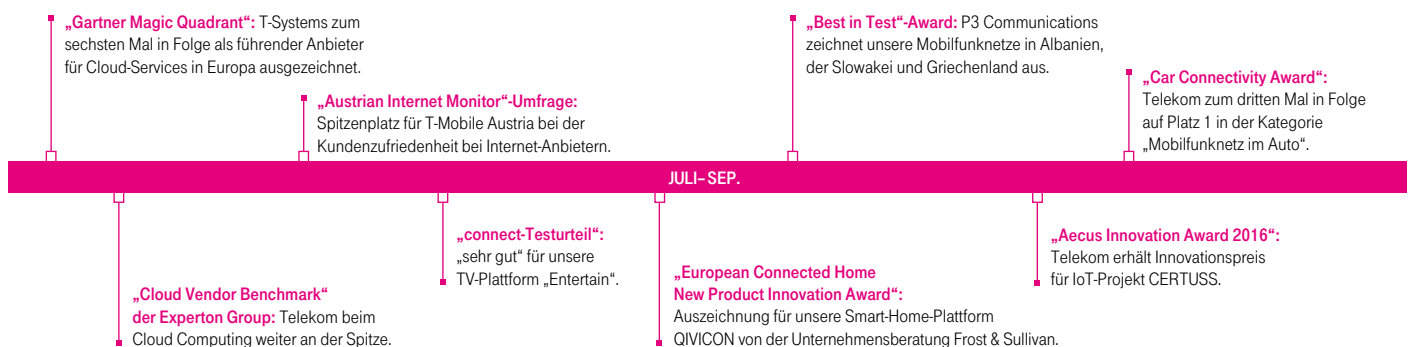 „Gartner Magic Quadrant“: T-Systems zum
sechsten Mal in Folge als führender Anbieter
für Cloud-Services in Europa ausgezeichnet.
„Austrian Internet Monitor“-Umfrage:
Spitzenplatz für T-Mobile Austria bei der
Kundenzufriedenheit bei Internet-Anbietern.
„Best in Test“-Award: P3 Communications
zeichnet unsere Mobilfunknetze in Albanien,
der Slowakei und Griechenland aus.
„Car Connectivity Award“:
Telekom zum dritten Mal in Folge
auf Platz 1 in der Kategorie
„Mobilfunknetz im Auto“.
JULI–SEP.
„Cloud Vendor Benchmark“
der Experton Group: Telekom beim
Cloud Computing weiter an der Spitze.
„connect-Testurteil“:
„sehr gut“ für unsere
TV-Plattform „Entertain“.
„European Connected Home
New Product Innovation Award“:
Auszeichnung für unsere Smart-Home-Plattform
QIVICON von der Unternehmensberatung Frost & Sullivan.
„Aecus Innovation Award 2016“:
Telekom erhält Innovationspreis
für IoT-Projekt CERTUSS.